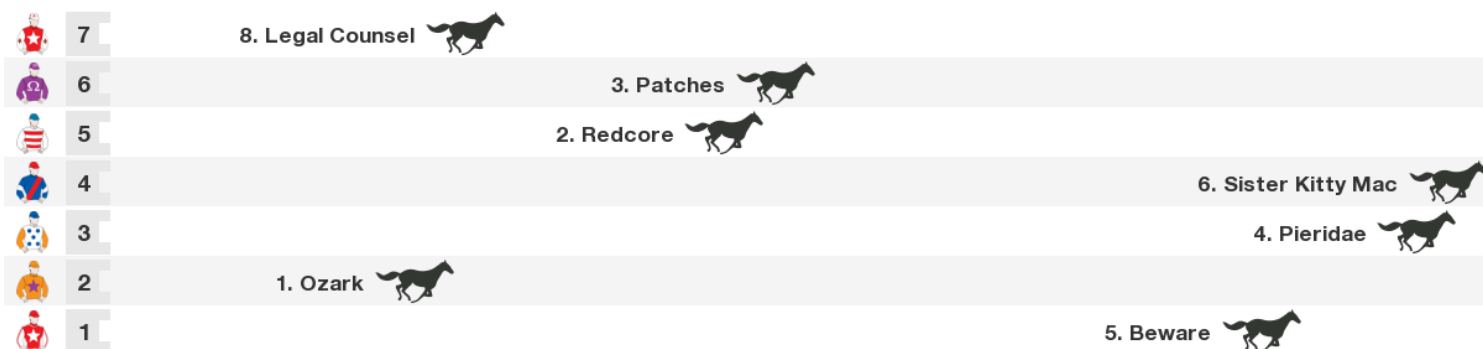 7 8. Legal Counsel
Ω 6 3. Patches
5 2. Redcore
4 6. Sister Kitty Mac
3 4. Pieridae
2 1. Ozark
1 5. Beware